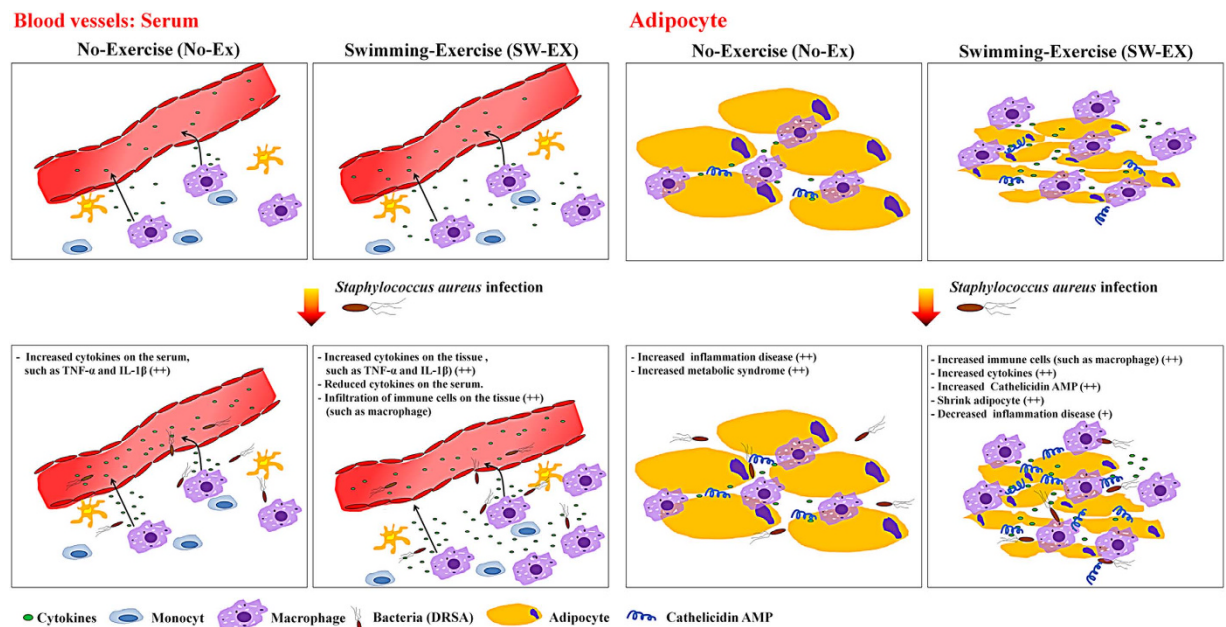 Blood vessels: Serum
No-Exercise (No-Ex)
Swimming-Exercise (SW-EX)
Adipocyte
No-Exercise (No-Ex)
Swimming-Exercise (SW-EX)
Staphylococcus aureus infection
Staphylococcus aureus infection
- Increased cytokines on the serum,
such as TNF-α and IL-1β (++)
- Increased cytokines on the tissue ,
such as TNF-α and IL-1β) (++)
- Reduced cytokines on the serum.
- Infiltration of immune cells on the tissue (++)
(such as macrophage)
- Increased inflammation disease (++)
- Increased metabolic syndrome (++)
- Increased immune cells (such as macrophage) (++)
- Increased cytokines (++)
- Increased Cathelicidin AMP (++)
- Shrink adipocyte (++)
- Decreased inflammation disease (+)
Cytokines
Monocyt
Macrophage
Bacteria (DRSA)
Adipocyte
Cathelicidin AMP